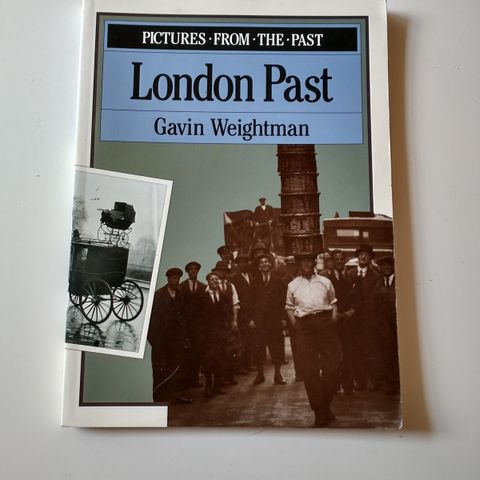 PICTURES·FROM·THE·PAST
London Past
Gavin Weightman